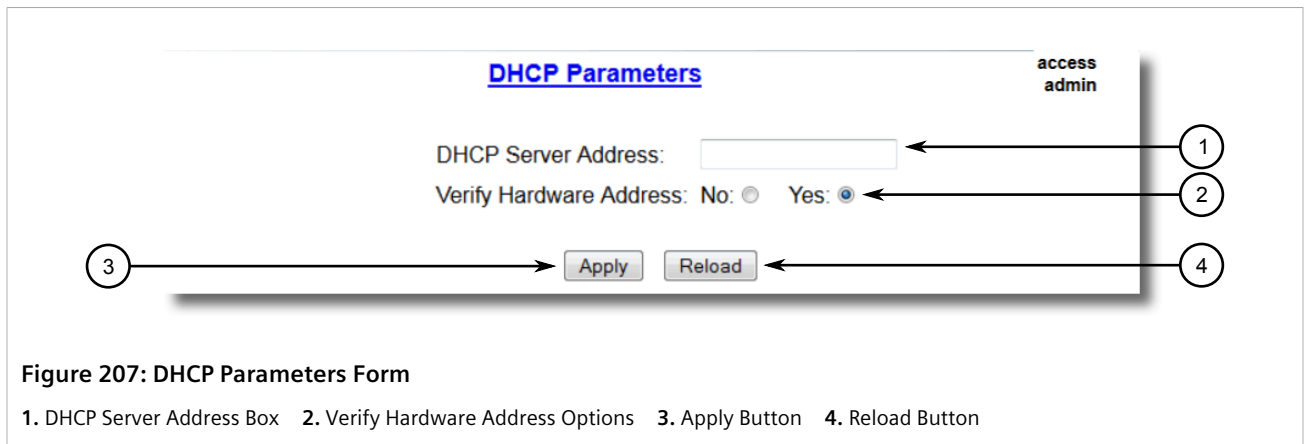 DHCP Parameters
access
admin
DHCP Server Address:
1
Verify Hardware Address: No: Yes:
2
3
Apply Reload
4
Figure 207: DHCP Parameters Form
1. DHCP Server Address Box 2. Verify Hardware Address Options 3. Apply Button 4. Reload Button